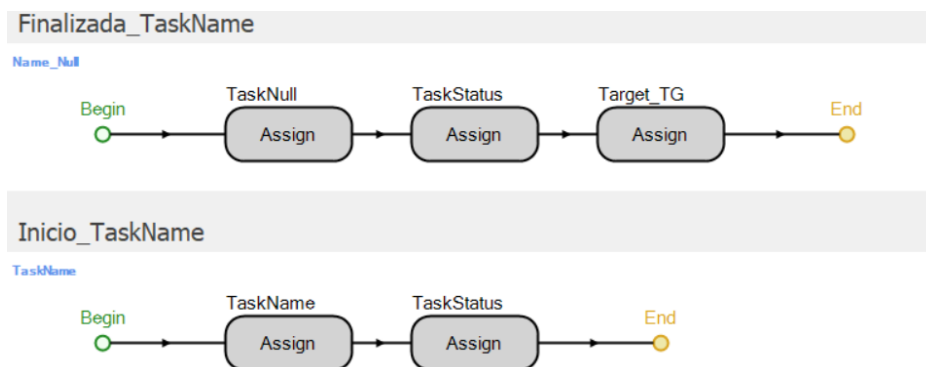 Finalizada_TaskName
Name_Null
TaskNull TaskStatus Target_TG
Begin End
Assign Assign Assign
Inicio_TaskName
TaskName
TaskName TaskStatus
Begin End
Assign Assign